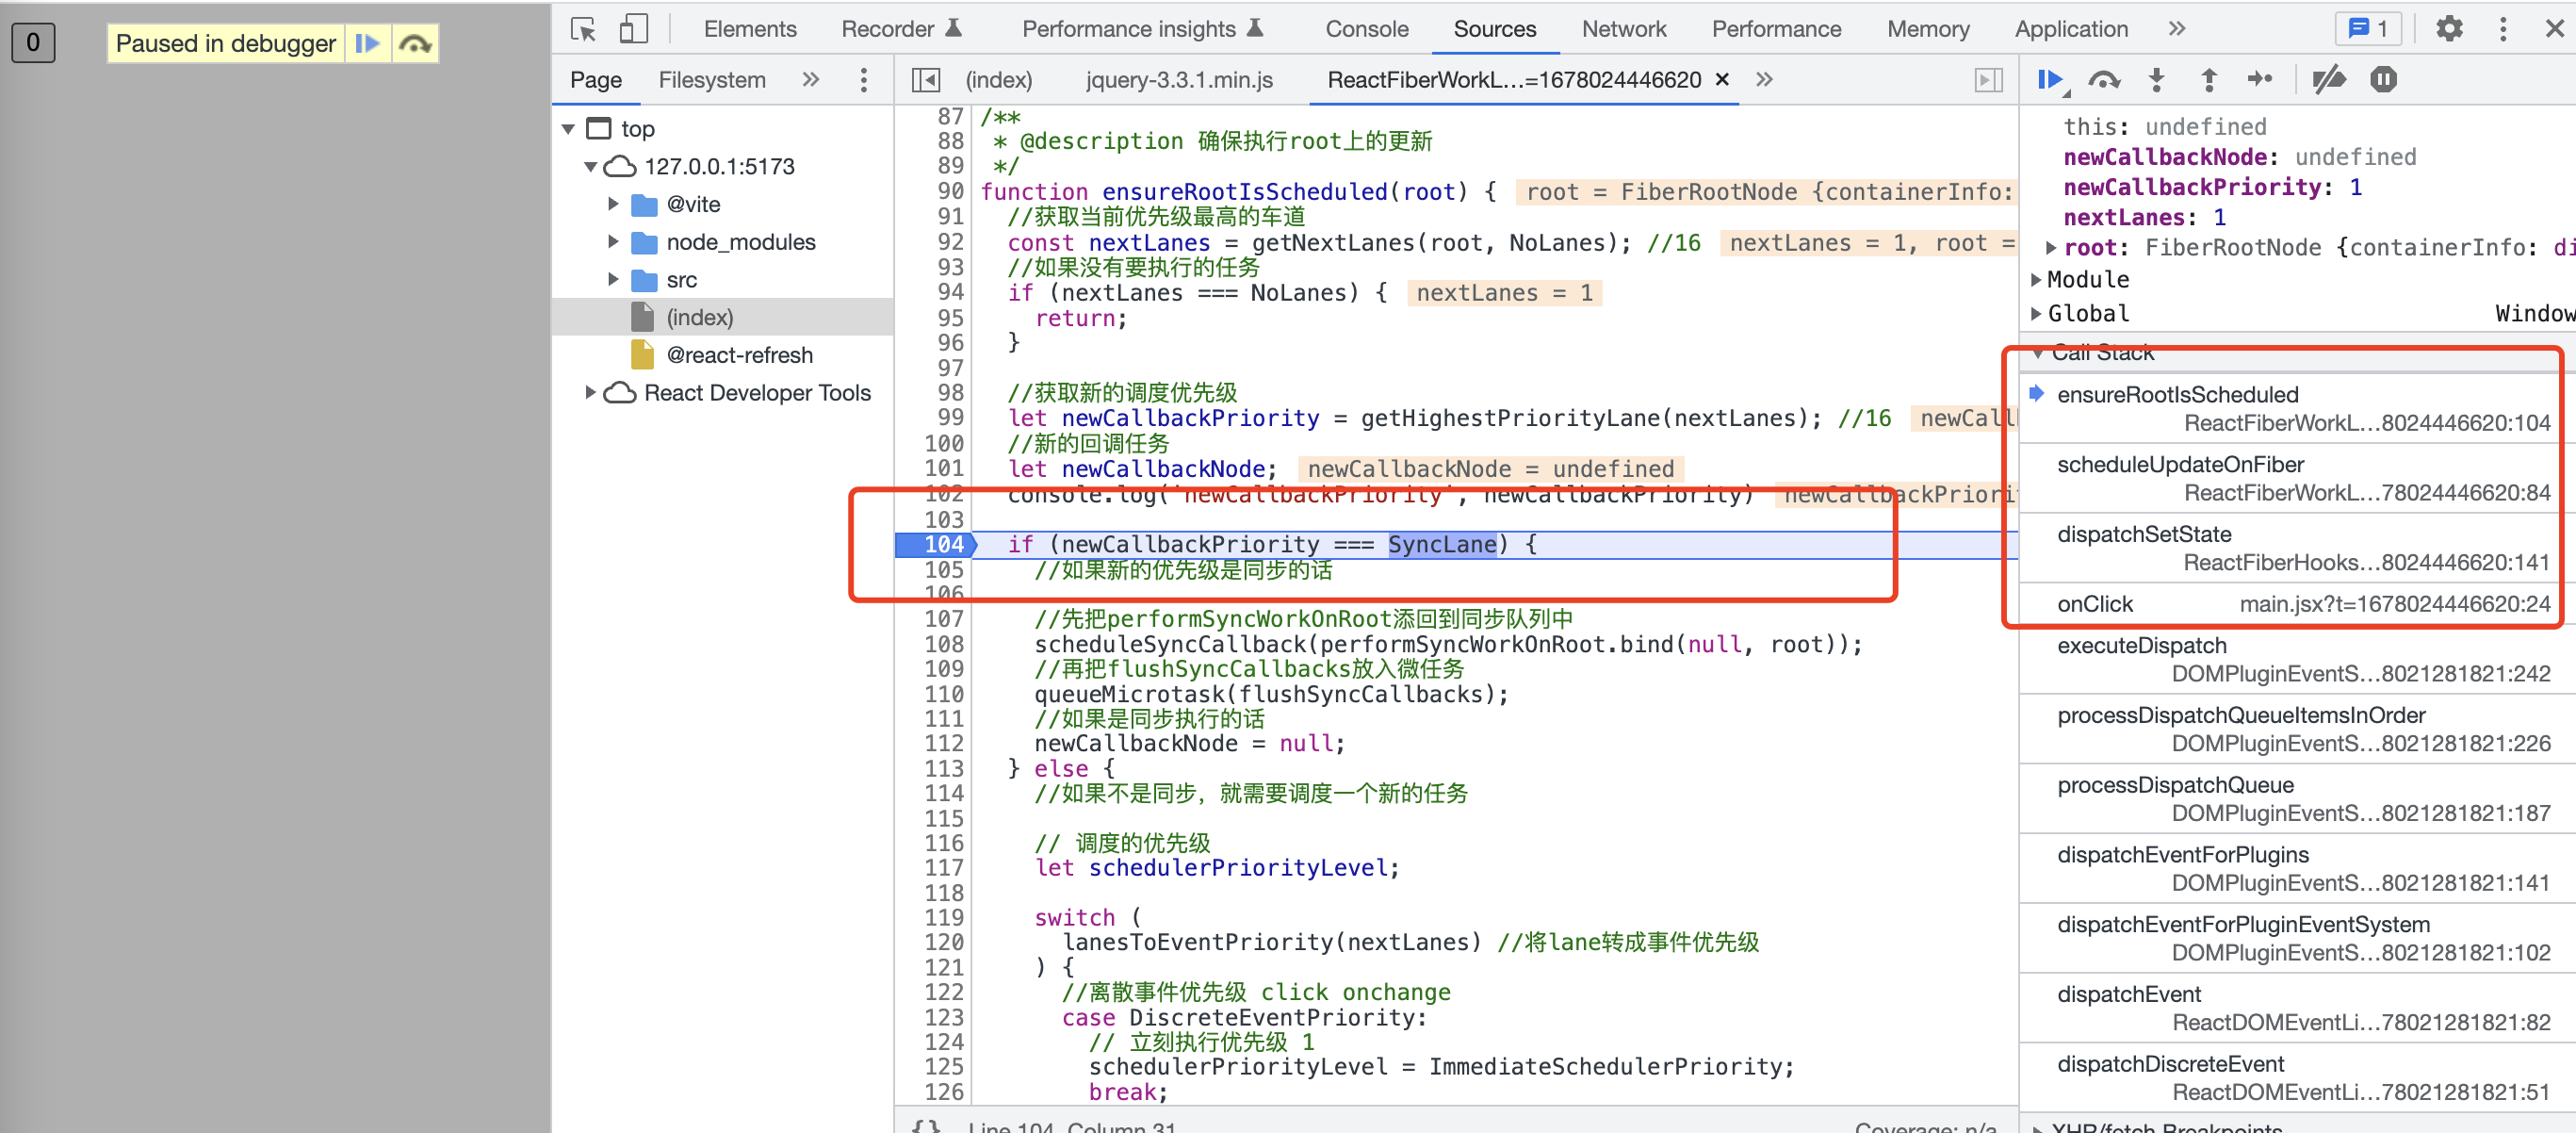 0
Paused in debugger
Elements Recorder Performance insights Console Sources Network Performance Memory Application » 1
Page Filesystem »
top
127.0.0.1:5173
@vite
node_modules
src
(index)
@react-refresh
React Developer Tools
(index) jquery-3.3.1.min.js ReactFiberWorkL...=1678024446620 × »
87 /**
88 * @description 确保执行root上的更新
89 */
90 function ensureRootIsScheduled(root) { root = FiberRootNode {containerInfo:
91 //获取当前优先级最高的车道
92 const nextLanes = getNextLanes(root, NoLanes); //16 nextLanes = 1, root =
93 //如果没有要执行的任务
94 if (nextLanes === NoLanes) { nextLanes = 1
95 return;
96 }
97
98 //获取新的调度优先级
99 let newCallbackPriority = getHighestPriorityLane(nextLanes); //16 newCall
100 //新的回调任务
101 let newCallbackNode; newCallbackNode = undefined
102 console.log('newCallbackPriority', newCallbackPriority) newCallbackPriori
103
104 if (newCallbackPriority === SyncLane) {
105 //如果新的优先级是同步的话
106
107 //先把performSyncWorkOnRoot添回到同步队列中
108 scheduleSyncCallback(performSyncWorkOnRoot.bind(null, root));
109 //再把flushSyncCallbacks放入微任务
110 queueMicrotask(flushSyncCallbacks);
111 //如果是同步执行的话
112 newCallbackNode = null;
113 } else {
114 //如果不是同步，就需要调度一个新的任务
115
116 // 调度的优先级
117 let schedulerPriorityLevel;
118
119 switch (
120 lanesToEventPriority(nextLanes) //将lane转成事件优先级
121 ) {
122 //离散事件优先级 click onchange
123 case DiscreteEventPriority:
124 // 立刻执行优先级 1
125 schedulerPriorityLevel = ImmediateSchedulerPriority;
126 break;
{} Line 104, Column 31 Coverage: n/a
this: undefined
newCallbackNode: undefined
newCallbackPriority: 1
nextLanes: 1
root: FiberRootNode {containerInfo: di
Module
Global Window
Call Stack
ensureRootIsScheduled
ReactFiberWorkL...8024446620:104
scheduleUpdateOnFiber
ReactFiberWorkL...78024446620:84
dispatchSetState
ReactFiberHooks...8024446620:141
onClick main.jsx?t=1678024446620:24
executeDispatch
DOMPluginEventS...8021281821:242
processDispatchQueueItemsInOrder
DOMPluginEventS...8021281821:226
processDispatchQueue
DOMPluginEventS...8021281821:187
dispatchEventForPlugins
DOMPluginEventS...8021281821:141
dispatchEventForPluginEventSystem
DOMPluginEventS...8021281821:102
dispatchEvent
ReactDOMEventLi...78021281821:82
dispatchDiscreteEvent
ReactDOMEventLi...78021281821:51
XHR/fetch Breakpoints